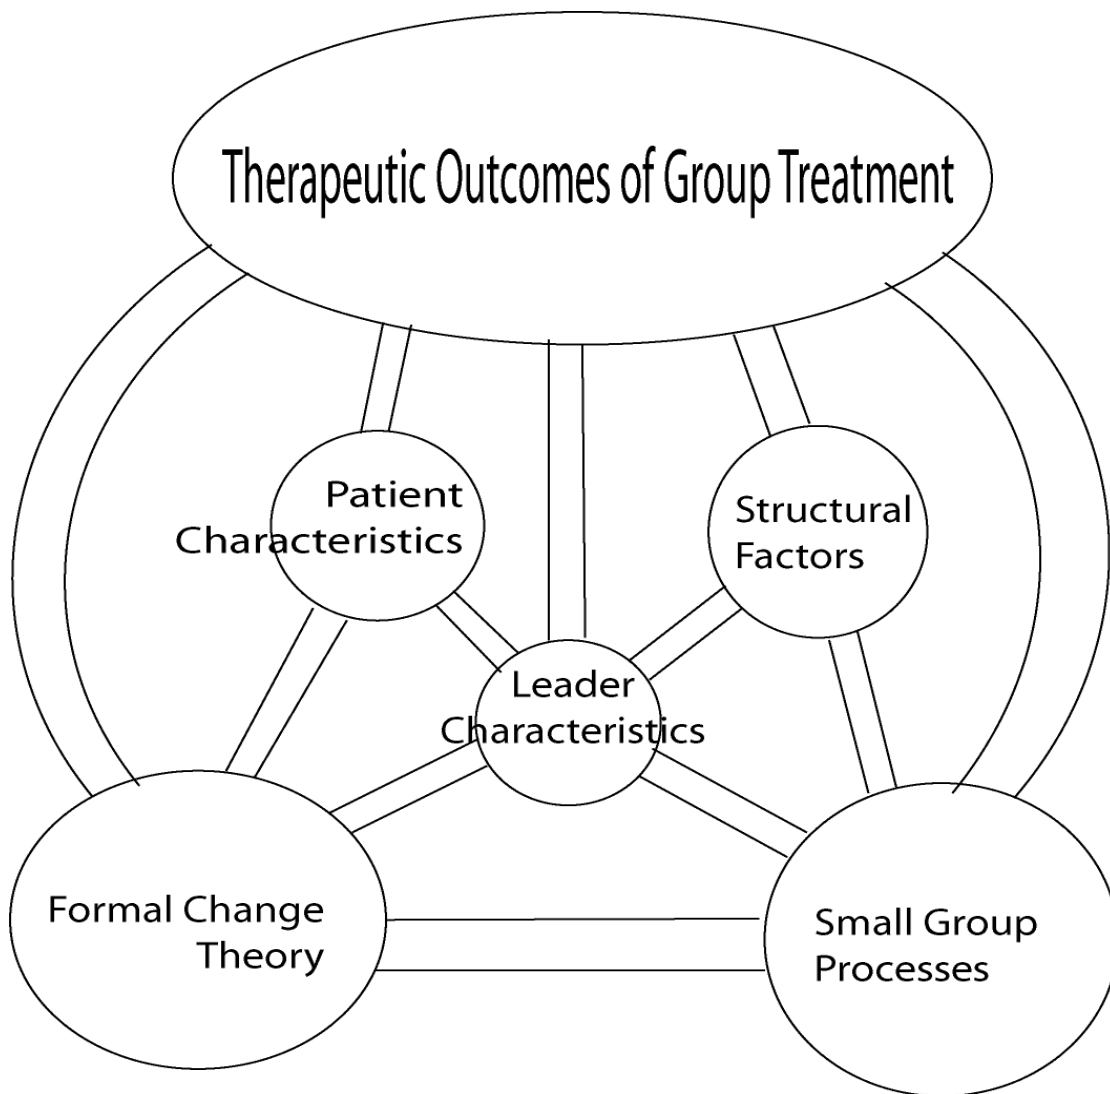 Therapeutic Outcomes of Group Treatment
Patient
Characteristics
Structural
Factors
Leader
Characteristics
Formal Change
Theory
Small Group
Processes